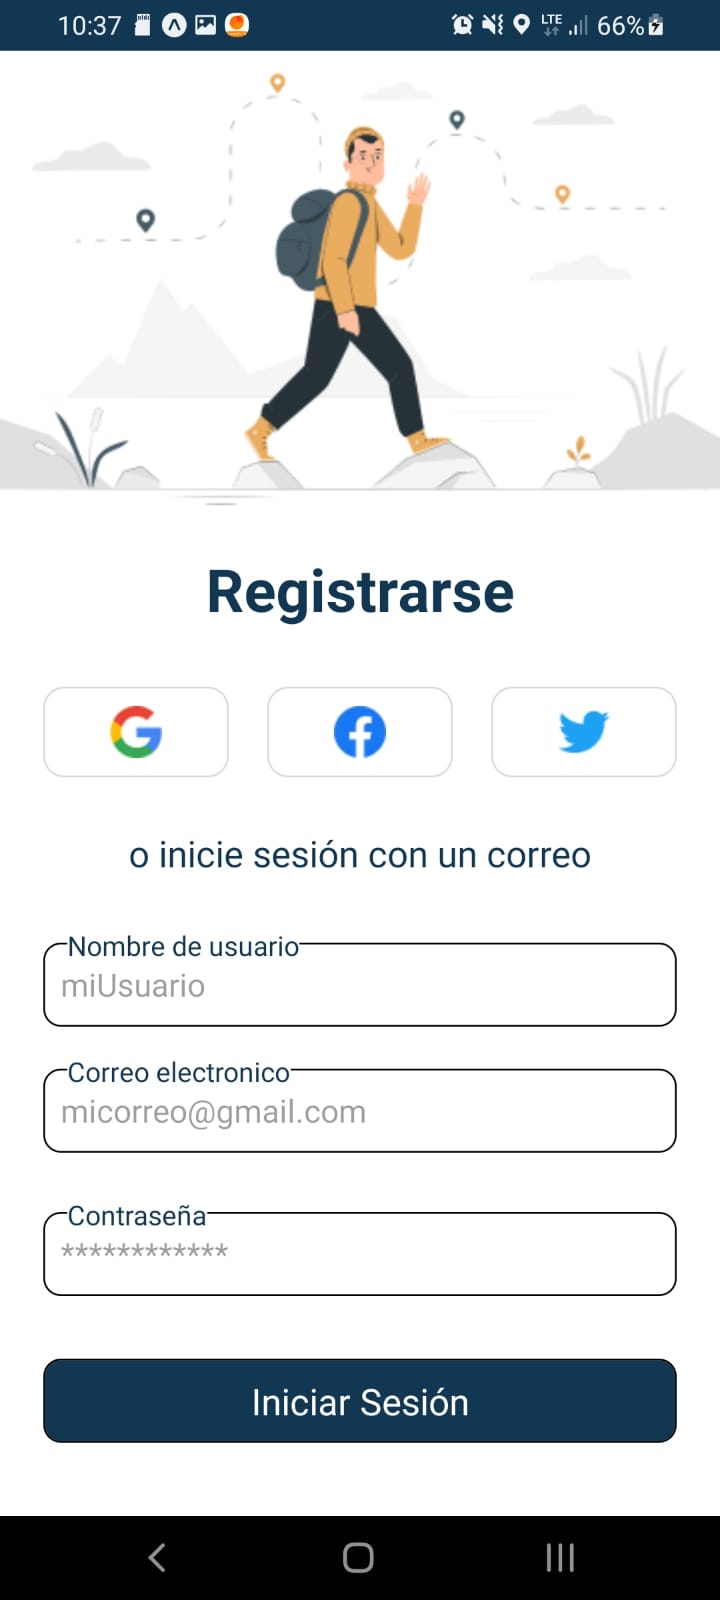 10:37 LTE 66%
Registrarse
o inicie sesión con un correo
Nombre de usuario
miUsuario
Correo electronico
micorreo@gmail.com
Contraseña
************
Iniciar Sesión